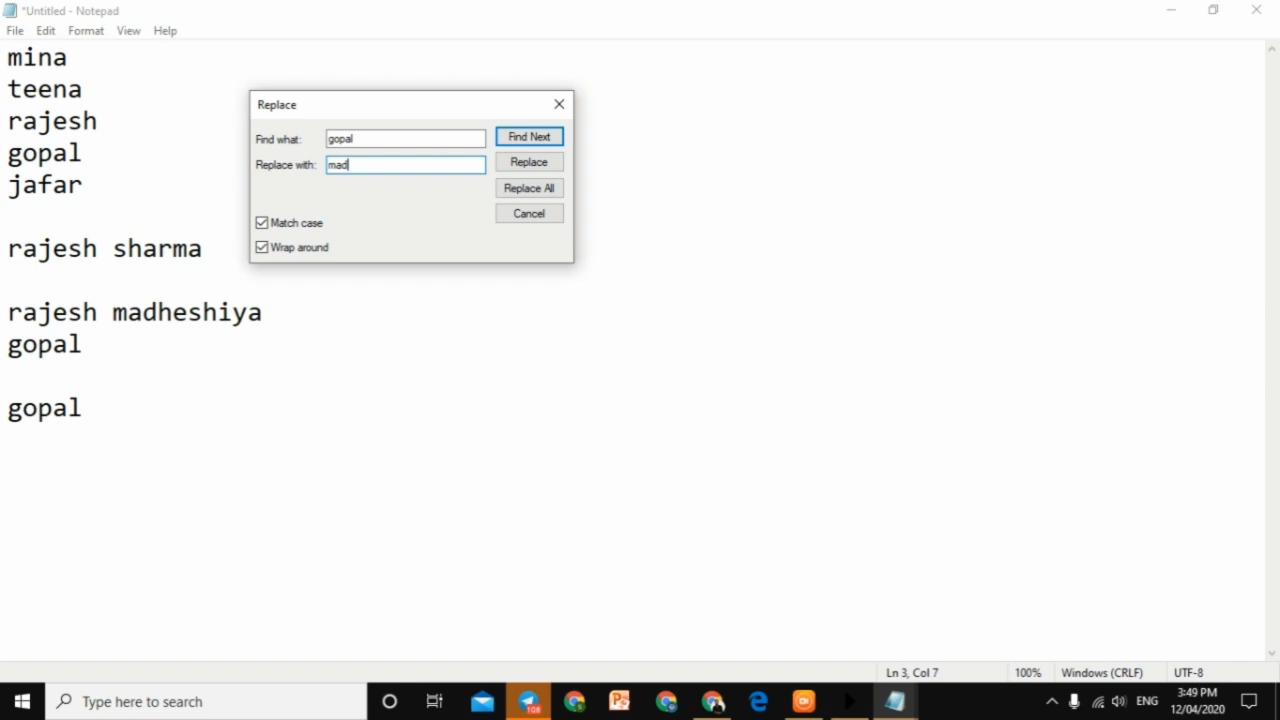 *Untitled - Notepad
File Edit Format View Help
mina
teena
rajesh
gopal
jafar
rajesh sharma
rajesh madheshiya
gopal
gopal
Replace
Find what: gopal
Find Next
Replace with: mad
Replace
Replace All
Cancel
Match case
Wrap around
Ln 3, Col 7 100% Windows (CRLF) UTF-8
Type here to search
108
ENG
3:49 PM
12/04/2020